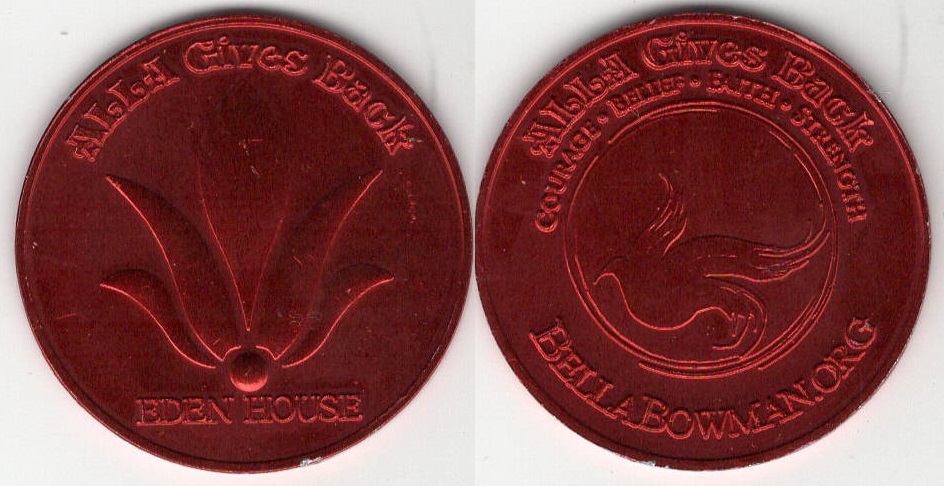 ALLA Gives Back
EDEN HOUSE
ALLA Gives Back
COURAGE • BELIEF • FAITH • STRENGTH
BELLABOWMAN.ORG